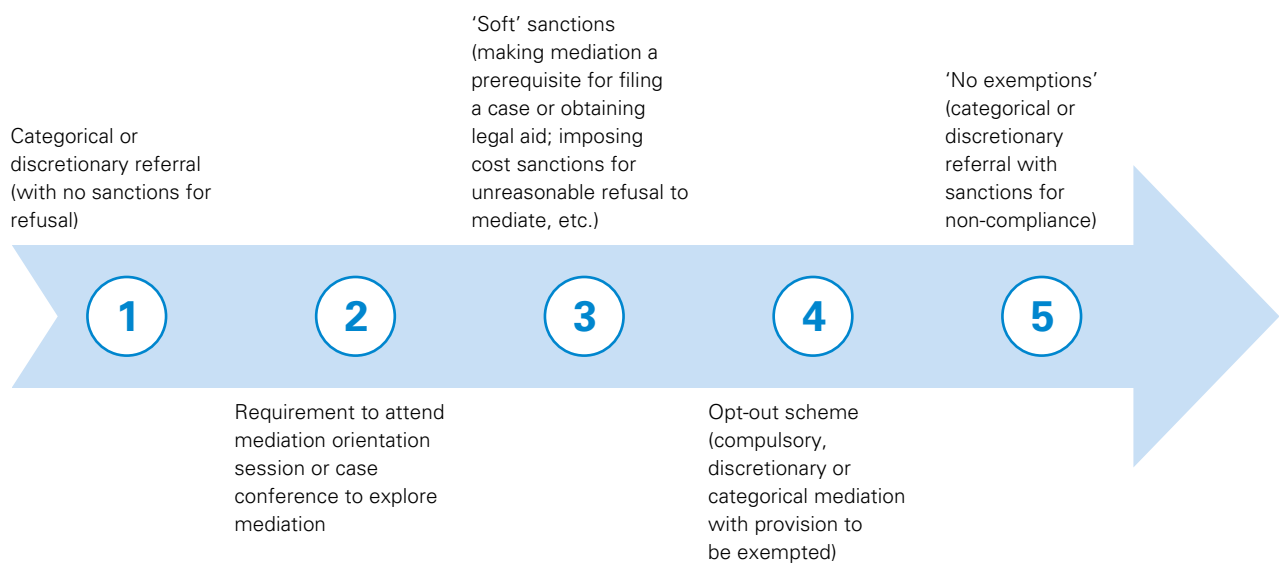 Categorical or
discretionary referral
(with no sanctions for
refusal)
1
Requirement to attend
mediation orientation
session or case
conference to explore
mediation
2
‘Soft’ sanctions
(making mediation a
prerequisite for filing
a case or obtaining
legal aid; imposing
cost sanctions for
unreasonable refusal to
mediate, etc.)
3
Opt-out scheme
(compulsory,
discretionary or
categorical mediation
with provision to
be exempted)
4
‘No exemptions’
(categorical or
discretionary
referral with
sanctions for
non-compliance)
5